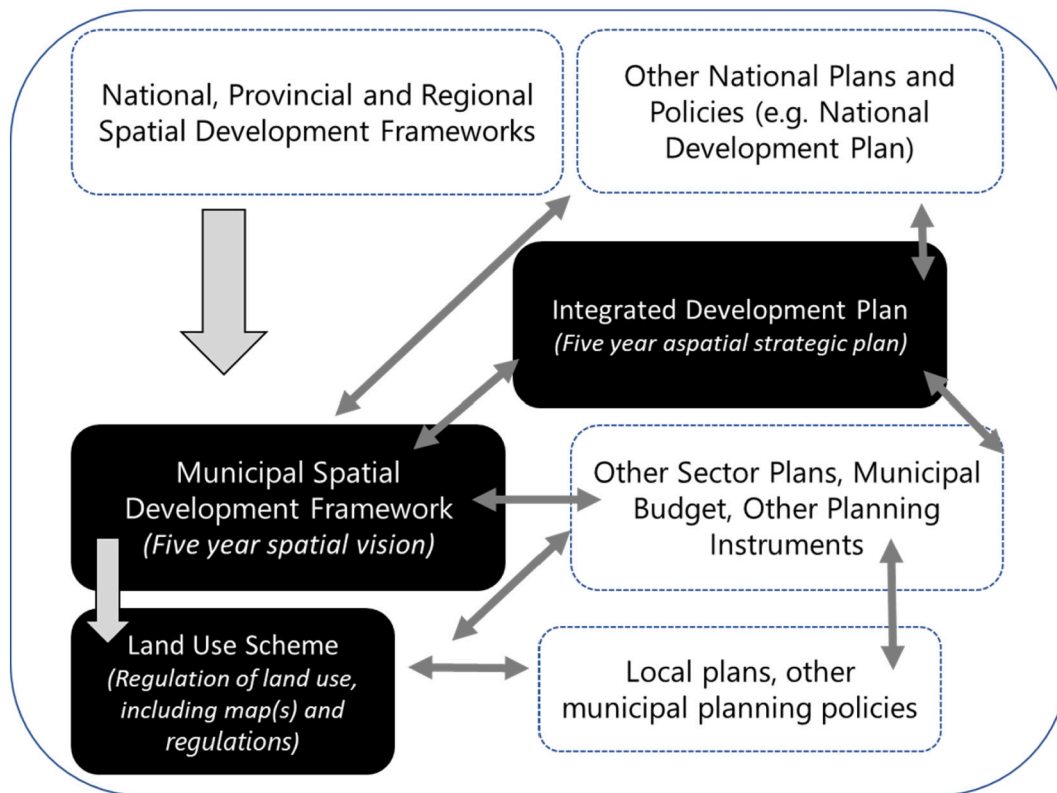 National, Provincial and Regional
Spatial Development Frameworks
Other National Plans and
Policies (e.g. National
Development Plan)
Integrated Development Plan
(Five year aspatial strategic plan)
Municipal Spatial
Development Framework
(Five year spatial vision)
Other Sector Plans, Municipal
Budget, Other Planning
Instruments
Land Use Scheme
(Regulation of land use,
including map(s) and
regulations)
Local plans, other
municipal planning policies